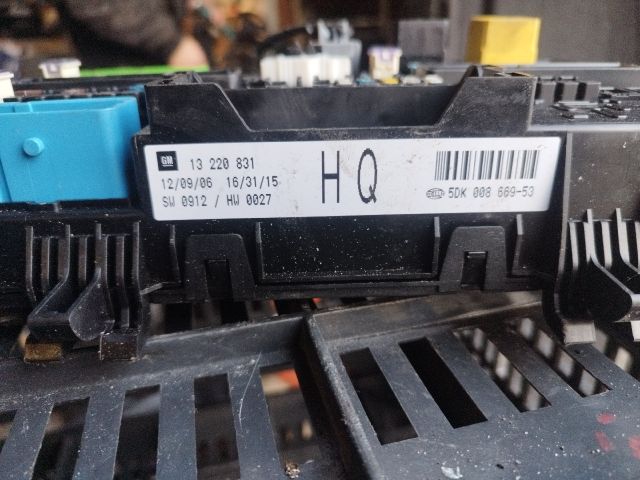 GM 13 220 831
12/09/06 16/31/15
SW 0912 / HW 0027
HQ
HELLA 5DK 008 669-53